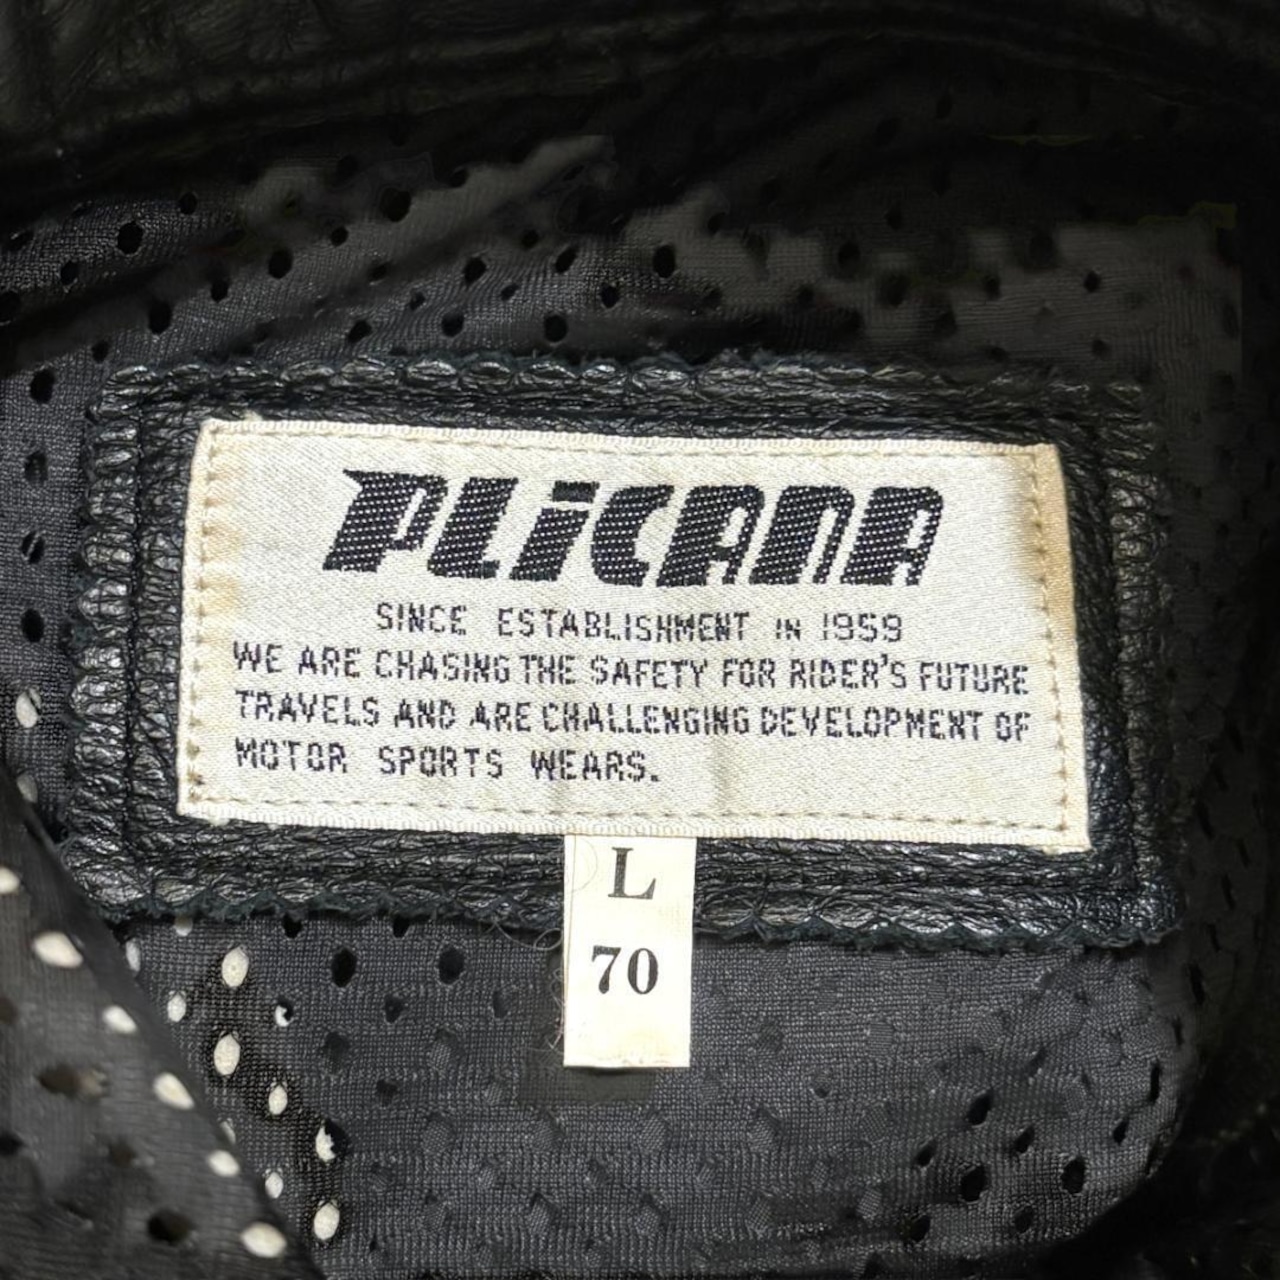 PLiCANA
SINCE ESTABLISHMENT IN 1959
WE ARE CHASING THE SAFETY FOR RIDER'S FUTURE
TRAVELS AND ARE CHALLENGING DEVELOPMENT OF
MOTOR SPORTS WEARS.
L
70